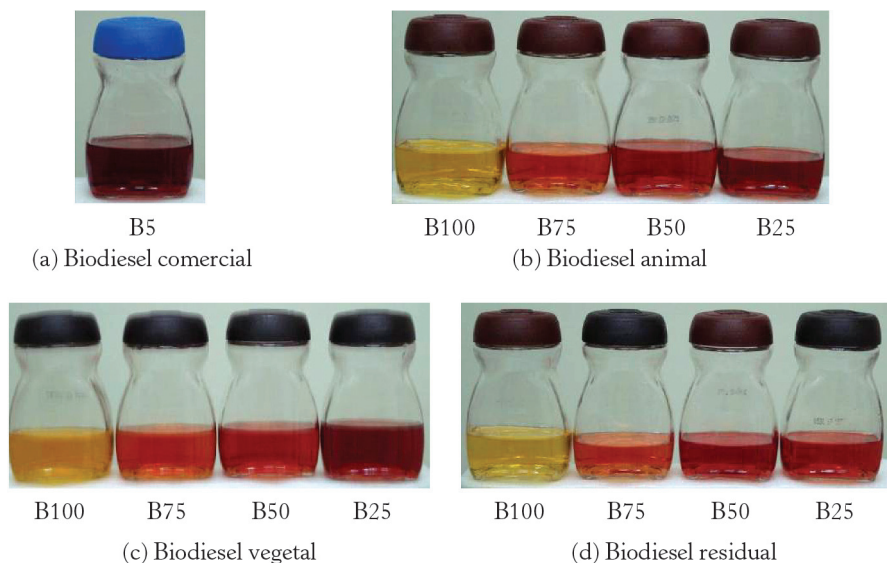 B5
(a) Biodiesel comercial
B100 B75 B50 B25
(b) Biodiesel animal
B100 B75 B50 B25
(c) Biodiesel vegetal
B100 B75 B50 B25
(d) Biodiesel residual